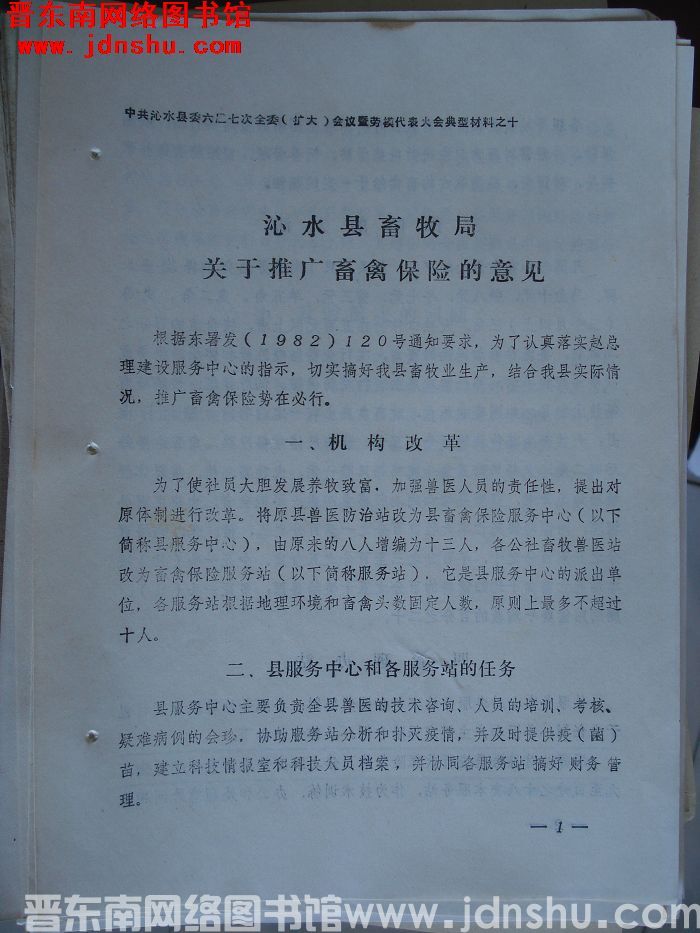 晋东南网络图书馆
www.jdnshu.com
中共沁水县委六届七次全委(扩大)会议暨劳模代表大会典型材料之十
沁水县畜牧局
关于推广畜禽保险的意见
根据东署发(1982)120号通知要求，为了认真落实赵总
理建设服务中心的指示，切实搞好我县畜牧业生产，结合我县实际情
况，推广畜禽保险势在必行。
一、机构改革
为了使社员大胆发展养牧致富，加强兽医人员的责任性，提出对
原体制进行改革。将原县兽医防治站改为县畜禽保险服务中心(以下
简称县服务中心)，由原来的八人增编为十三人，各公社畜牧兽医站
改为畜禽保险服务站(以下简称服务站)．它是县服务中心的派出单
位，各服务站根据地理环境和畜禽头数固定人数，原则上最多不超过
十人。
二、县服务中心和各服务站的任务
县服务中心主要负责全县兽医的技术咨询、人员的培训、考核、
疑难病例的会珍，协助服务站分析和扑灭疫情，并及时提供疫(菌)
苗，建立科技情报室和科技人员档案，并协同各服务站搞好财务管
理。
—1—
晋东南网络图书馆 www.jdnshu.com